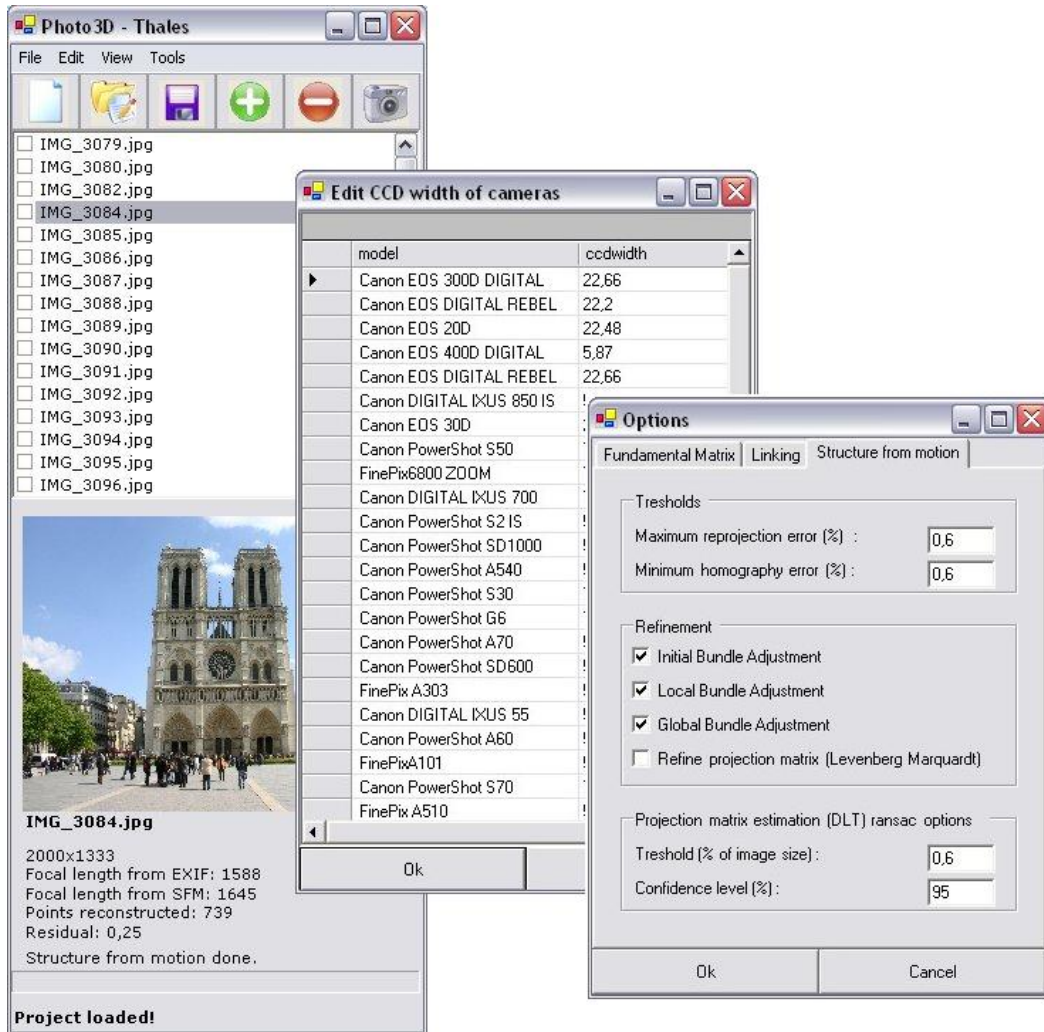 Photo3D - Thales
File Edit View Tools
IMG_3079.jpg
IMG_3080.jpg
IMG_3082.jpg
IMG_3084.jpg
IMG_3085.jpg
IMG_3086.jpg
IMG_3087.jpg
IMG_3088.jpg
IMG_3089.jpg
IMG_3090.jpg
IMG_3091.jpg
IMG_3092.jpg
IMG_3093.jpg
IMG_3094.jpg
IMG_3095.jpg
IMG_3096.jpg
IMG_3084.jpg
2000x1333
Focal length from EXIF: 1588
Focal length from SFM: 1645
Points reconstructed: 739
Residual: 0,25
Structure from motion done.
Project loaded!
Edit CCD width of cameras
model ccdwidth
Canon EOS 300D DIGITAL 22,66
Canon EOS DIGITAL REBEL 22,2
Canon EOS 20D 22,48
Canon EOS 400D DIGITAL 5,87
Canon EOS DIGITAL REBEL 22,66
Canon DIGITAL IXUS 850 IS
Canon EOS 30D
Canon PowerShot S50
FinePix6800 ZOOM
Canon DIGITAL IXUS 700
Canon PowerShot S2 IS
Canon PowerShot SD1000
Canon PowerShot A540
Canon PowerShot S30
Canon PowerShot G6
Canon PowerShot A70
Canon PowerShot SD600
FinePix A303
Canon DIGITAL IXUS 55
Canon PowerShot A60
FinePixA101
Canon PowerShot S70
FinePix A510
Ok
Options
Fundamental Matrix Linking Structure from motion
Tresholds
Maximum reprojection error (%) : 0,6
Minimum homography error (%) : 0,6
Refinement
Initial Bundle Adjustment
Local Bundle Adjustment
Global Bundle Adjustment
Refine projection matrix (Levenberg Marquardt)
Projection matrix estimation (DLT) ransac options
Treshold (% of image size) : 0,6
Confidence level (%) : 95
Ok Cancel